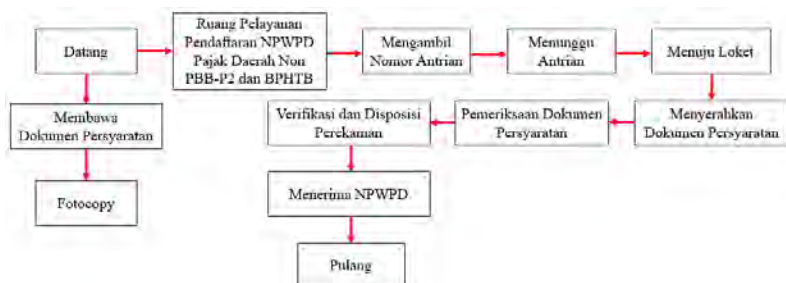 Datang
Ruang Pelayanan
Pendaftaran NPWPD
Pajak Daerah Non
PBB-P2 dan BPHTB
Mengambil
Nomor Antrian
Menunggu
Antrian
Menuju Loket
Membawa
Dokumen Persyaratan
Verifikasi dan Disposisi
Perekaman
Pemeriksaan Dokumen
Persyaratan
Menyerahkan
Dokumen Persyaratan
Fotocopy
Menerima NPWPD
Pulang